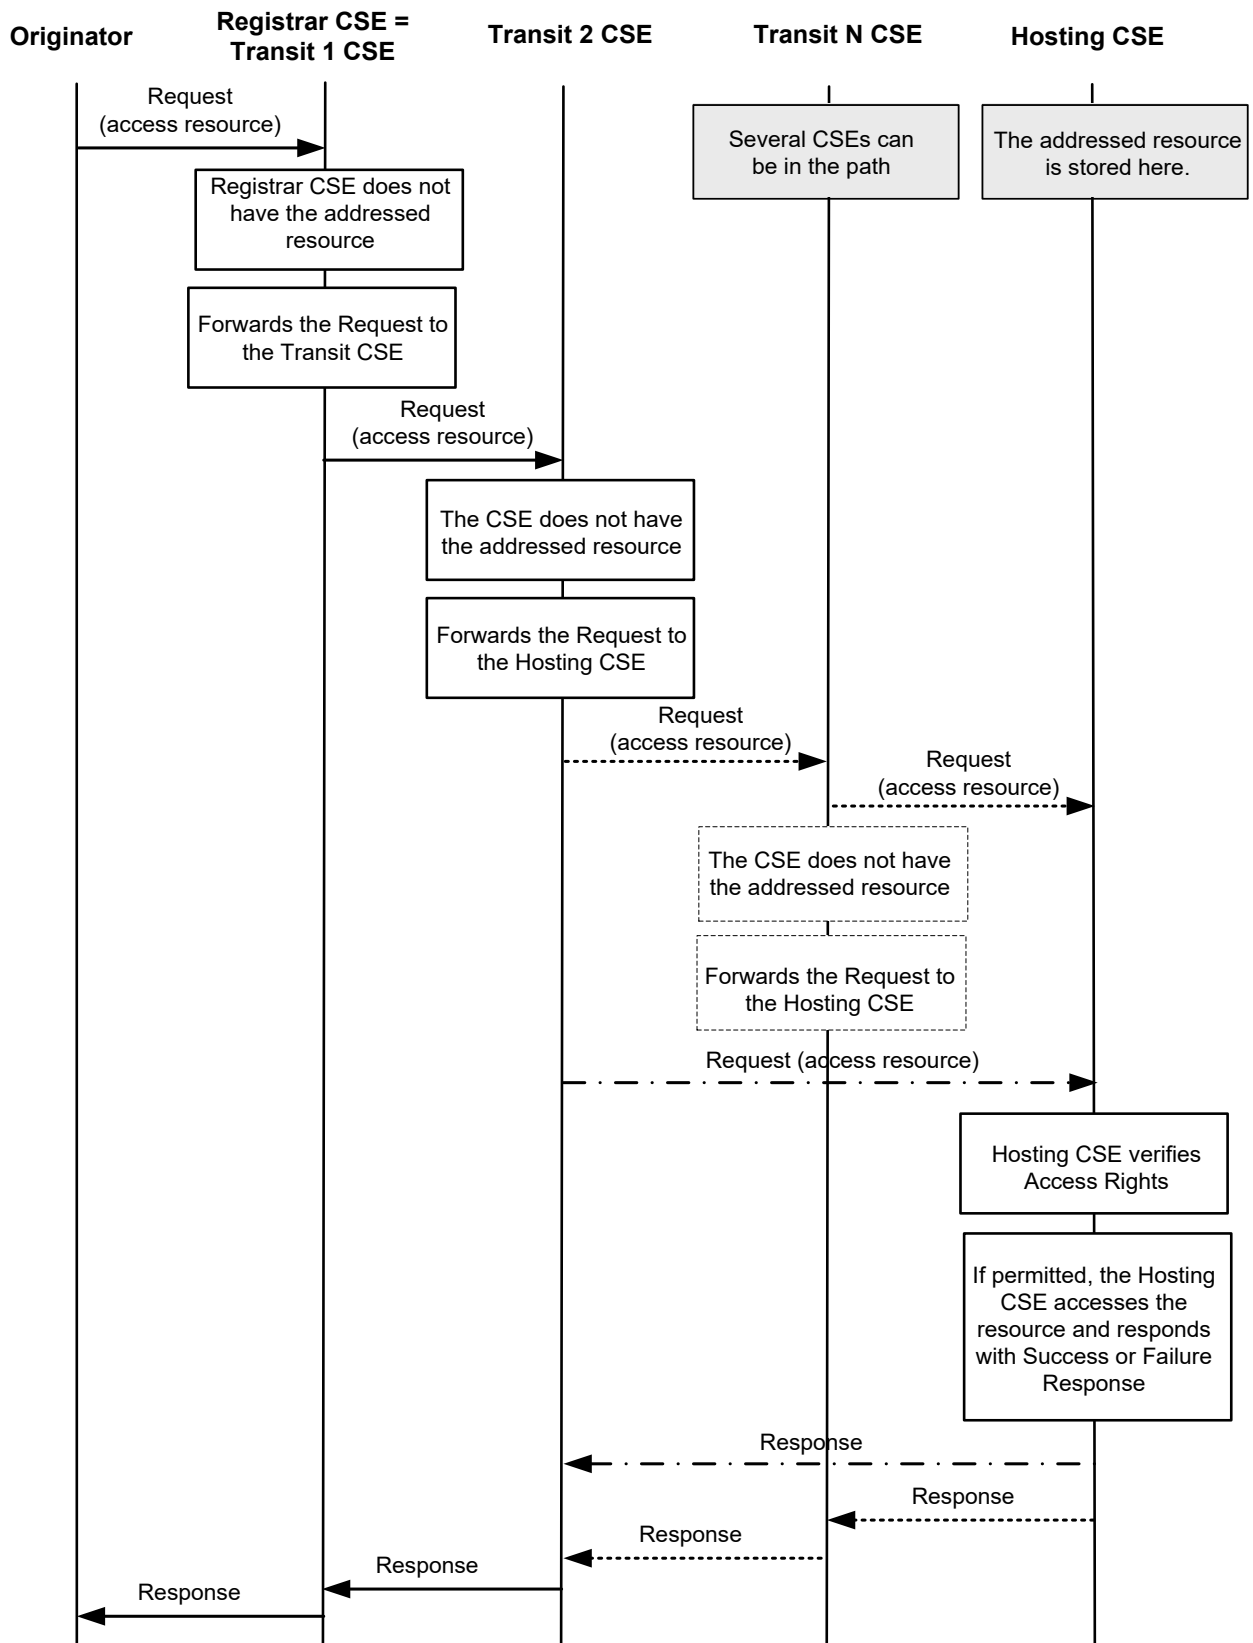 Originator
Registrar CSE =
Transit 1 CSE
Transit 2 CSE
Transit N CSE
Hosting CSE
Request
(access resource)
Several CSEs can
be in the path
The addressed resource
is stored here.
Registrar CSE does not
have the addressed
resource
Forwards the Request to
the Transit CSE
Request
(access resource)
The CSE does not have
the addressed resource
Forwards the Request to
the Hosting CSE
Request
(access resource)
Request
(access resource)
The CSE does not have
the addressed resource
Forwards the Request to
the Hosting CSE
Request (access resource)
Hosting CSE verifies
Access Rights
If permitted, the Hosting
CSE accesses the
resource and responds
with Success or Failure
Response
Response
Response
Response
Response
Response